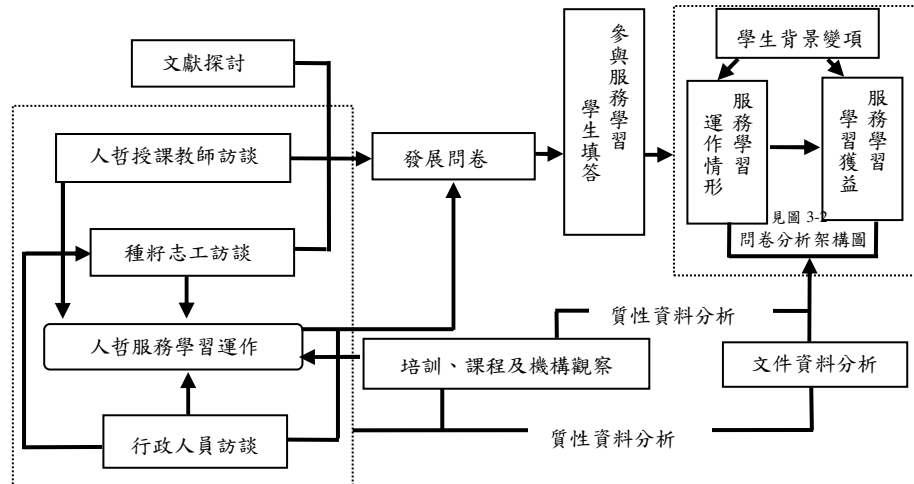 文獻探討
人哲授課教師訪談
種籽志工訪談
人哲服務學習運作
行政人員訪談
發展問卷
參與服務學習
學生填答
學生背景變項
服務學習
運作情形
服務學習
學習獲益
見圖 3-2
問卷分析架構圖
質性資料分析
培訓、課程及機構觀察
文件資料分析
質性資料分析